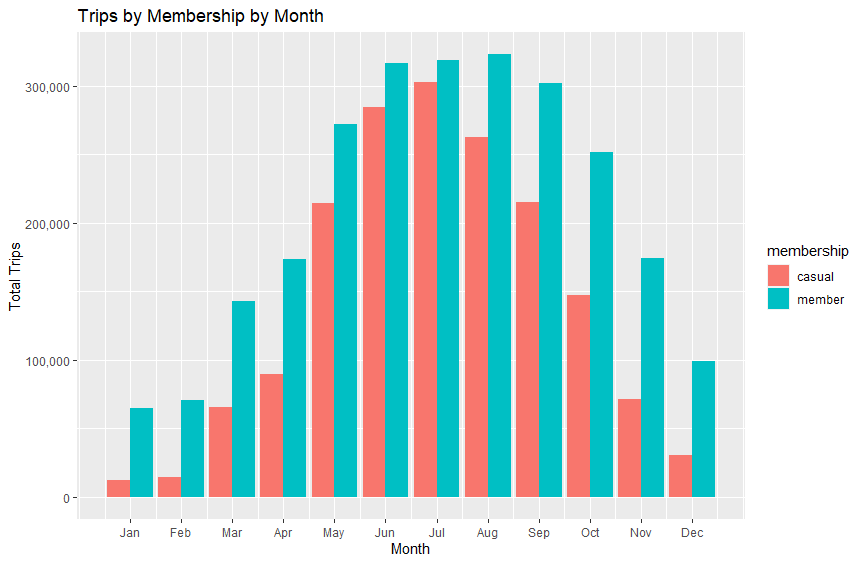 Trips by Membership by Month
300,000
200,000
100,000
0
Total Trips
Jan Feb Mar Apr May Jun Jul Aug Sep Oct Nov Dec
Month
membership
casual
member